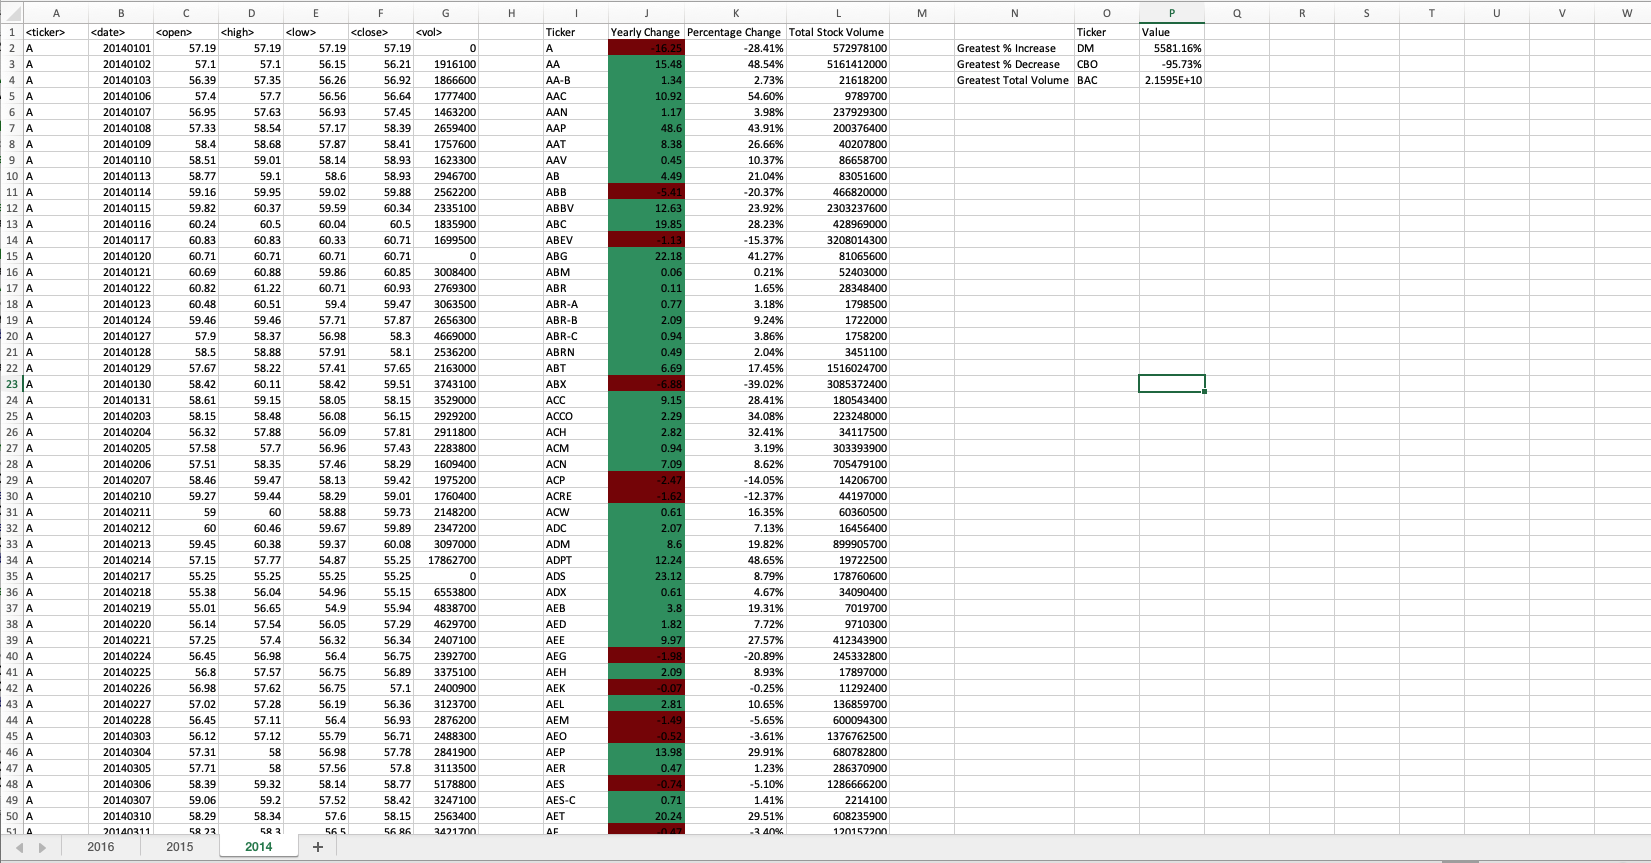 A B C D E F G H I J K L M N O P Q R S T U V W
1 <ticker> <date> <open> <high> <low> <close> <vol> Ticker Yearly Change Percentage Change Total Stock Volume Ticker Value
2 A 20140101 57.19 57.19 57.19 57.19 0 A -16.25 -28.41% 572978100 Greatest % Increase DM 5581.16%
3 A 20140102 57.1 57.1 56.15 56.21 1916100 AA 15.48 48.54% 5161412000 Greatest % Decrease CBO -95.73%
4 A 20140103 56.39 57.35 56.26 56.92 1866600 AA-B 1.34 2.73% 21618200 Greatest Total Volume BAC 2.1595E+10
5 A 20140106 57.4 57.7 56.56 56.64 1777400 AAC 10.92 54.60% 9789700
6 A 20140107 56.95 57.63 56.93 57.45 1463200 AAN 1.17 3.98% 237929300
7 A 20140108 57.33 58.54 57.17 58.39 2659400 AAP 48.6 43.91% 200376400
8 A 20140109 58.4 58.68 57.87 58.41 1757600 AAT 8.38 26.66% 40207800
9 A 20140110 58.51 59.01 58.14 58.93 1623300 AAV 0.45 10.37% 86658700
10 A 20140113 58.77 59.1 58.6 58.93 2946700 AB 4.49 21.04% 83051600
11 A 20140114 59.16 59.95 59.02 59.88 2562200 ABB -5.41 -20.37% 466820000
12 A 20140115 59.82 60.37 59.59 60.34 2335100 ABBV 12.63 23.92% 2303237600
13 A 20140116 60.24 60.5 60.04 60.5 1835900 ABC 19.85 28.23% 428969000
14 A 20140117 60.83 60.83 60.33 60.71 1699500 ABEV -1.13 -15.37% 3208014300
15 A 20140120 60.71 60.71 60.71 60.71 0 ABG 22.18 41.27% 81065600
16 A 20140121 60.69 60.88 59.86 60.85 3008400 ABM 0.06 0.21% 52403000
17 A 20140122 60.82 61.22 60.71 60.93 2769300 ABR 0.11 1.65% 28348400
18 A 20140123 60.48 60.51 59.4 59.47 3063500 ABR-A 0.77 3.18% 1798500
19 A 20140124 59.46 59.46 57.71 57.87 2656300 ABR-B 2.09 9.24% 1722000
20 A 20140127 57.9 58.37 56.98 58.3 4669000 ABR-C 0.94 3.86% 1758200
21 A 20140128 58.5 58.88 57.91 58.1 2536200 ABRN 0.49 2.04% 3451100
22 A 20140129 57.67 58.22 57.41 57.65 2163000 ABT 6.69 17.45% 1516024700
23 A 20140130 58.42 60.11 58.42 59.51 3743100 ABX -6.88 -39.02% 3085372400
24 A 20140131 58.61 59.15 58.05 58.15 3529000 ACC 9.15 28.41% 180543400
25 A 20140203 58.15 58.48 56.08 56.15 2929200 ACCO 2.29 34.08% 223248000
26 A 20140204 56.32 57.88 56.09 57.81 2911800 ACH 2.82 32.41% 34117500
27 A 20140205 57.58 57.7 56.96 57.43 2283800 ACM 0.94 3.19% 303393900
28 A 20140206 57.51 58.35 57.46 58.29 1609400 ACN 7.09 8.62% 705479100
29 A 20140207 58.46 59.47 58.13 59.42 1975200 ACP -2.47 -14.05% 14206700
30 A 20140210 59.27 59.44 58.29 59.01 1760400 ACRE -1.62 -12.37% 44197000
31 A 20140211 59 60 58.88 59.73 2148200 ACW 0.61 16.35% 60360500
32 A 20140212 60 60.46 59.67 59.89 2347200 ADC 2.07 7.13% 16456400
33 A 20140213 59.45 60.38 59.37 60.08 3097000 ADM 8.6 19.82% 899905700
34 A 20140214 57.15 57.77 54.87 55.25 17862700 ADPT 12.24 48.65% 19722500
35 A 20140217 55.25 55.25 55.25 55.25 0 ADS 23.12 8.79% 178760600
36 A 20140218 55.38 56.04 54.96 55.15 6553800 ADX 0.61 4.67% 34090400
37 A 20140219 55.01 56.65 54.9 55.94 4838700 AEB 3.8 19.31% 7019700
38 A 20140220 56.14 57.54 56.05 57.29 4629700 AED 1.82 7.72% 9710300
39 A 20140221 57.25 57.4 56.32 56.34 2407100 AEE 9.97 27.57% 412343900
40 A 20140224 56.45 56.98 56.4 56.75 2392700 AEG -1.98 -20.89% 245332800
41 A 20140225 56.8 57.57 56.75 56.89 3375100 AEH 2.09 8.93% 17897000
42 A 20140226 56.98 57.62 56.75 57.1 2400900 AEK -0.07 -0.25% 11292400
43 A 20140227 57.02 57.28 56.19 56.36 3123700 AEL 2.81 10.65% 136859700
44 A 20140228 56.45 57.11 56.4 56.93 2876200 AEM -1.49 -5.65% 600094300
45 A 20140303 56.12 57.12 55.79 56.71 2488300 AEO -0.52 -3.61% 1376762500
46 A 20140304 57.31 58 56.98 57.78 2841900 AEP 13.98 29.91% 680782800
47 A 20140305 57.71 58 57.56 57.8 3113500 AER 0.47 1.23% 286370900
48 A 20140306 58.39 59.32 58.14 58.77 5178800 AES -0.74 -5.10% 1286666200
49 A 20140307 59.06 59.2 57.52 58.42 3247100 AES-C 0.71 1.41% 2214100
50 A 20140310 58.29 58.34 57.6 58.15 2563400 AET 20.24 29.51% 608235900
51 A 20140311 58.23 58.3 56.5 56.86 3421700 AF -0.47 -3.40% 120157200
2016 2015 2014 +